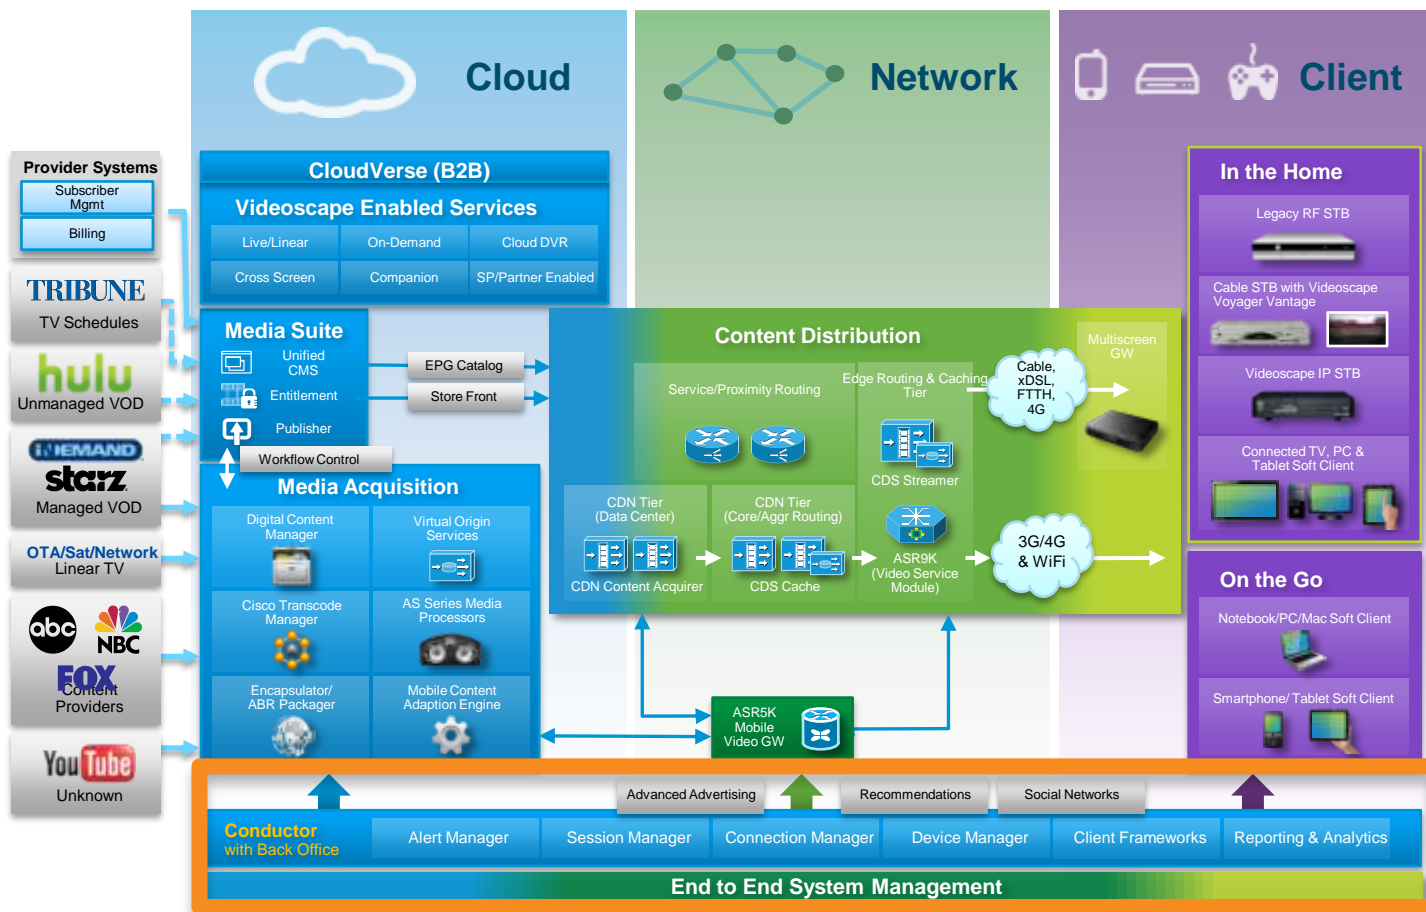 Cloud
Network
Client
Provider Systems
Subscriber
Mgmt
Billing
TRIBUNE
TV Schedules
hulu
Unmanaged VOD
INDEMAND
starz
Managed VOD
OTA/Sat/Network
Linear TV
abc
NBC
FOX
Content
Providers
You Tube
Unknown
CloudVerse (B2B)
Videoscape Enabled Services
Live/Linear
On-Demand
Cloud DVR
Cross Screen
Companion
SP/Partner Enabled
Media Suite
Unified
CMS
Entitlement
Publisher
EPG Catalog
Store Front
Workflow Control
Media Acquisition
Digital Content
Manager
Virtual Origin
Services
Cisco Transcode
Manager
AS Series Media
Processors
Encapsulator/
ABR Packager
Mobile Content
Adaption Engine
Content Distribution
Service/Proximity Routing
Edge Routing & Caching
Tier
CDS Streamer
CDN Tier
(Data Center)
CDN Content Acquirer
CDN Tier
(Core/Aggr Routing)
CDS Cache
ASR9K
(Video Service
Module)
Cable,
xDSL,
FTTH,
4G
3G/4G
& WiFi
Multiscreen
GW
ASR5K
Mobile
Video GW
In the Home
Legacy RF STB
Cable STB with Videoscape
Voyager Vantage
Videoscape IP STB
Connected TV, PC &
Tablet Soft Client
On the Go
Notebook/PC/Mac Soft Client
Smartphone/ Tablet Soft Client
Advanced Advertising
Recommendations
Social Networks
Conductor
with Back Office
Alert Manager
Session Manager
Connection Manager
Device Manager
Client Frameworks
Reporting & Analytics
End to End System Management